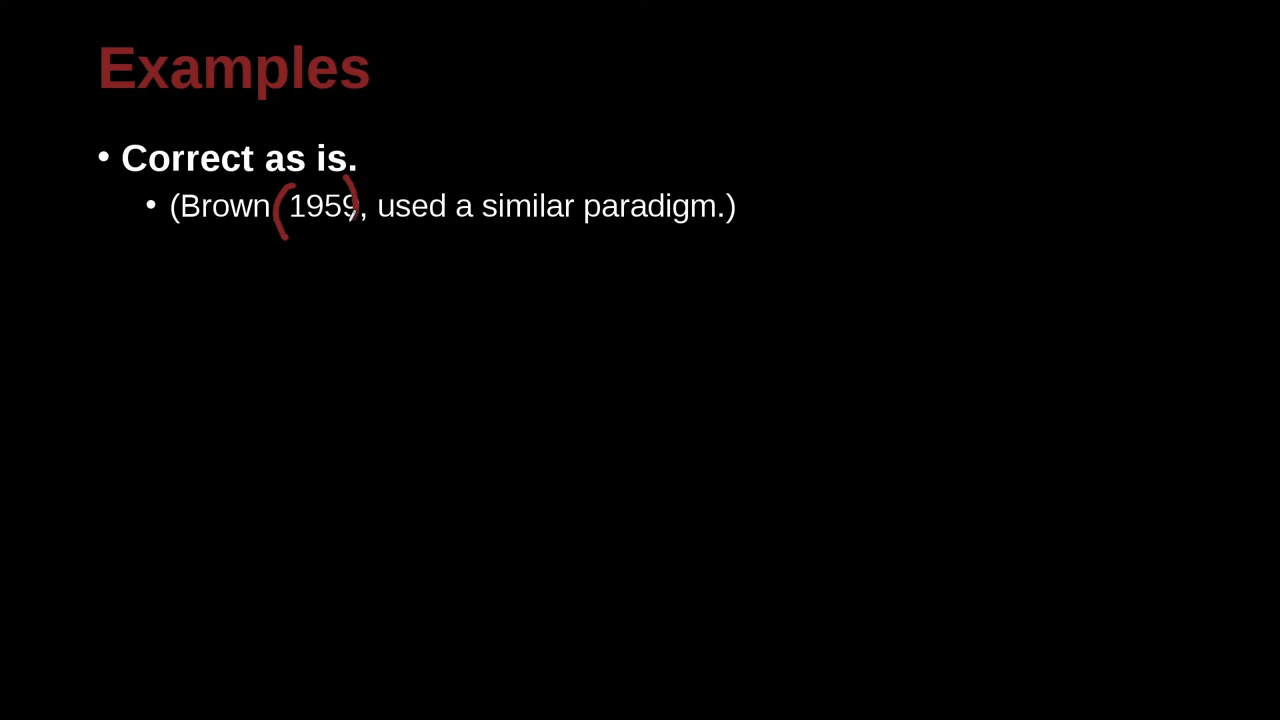 Examples
• Correct as is.
• (Brown, 1959, used a similar paradigm.)